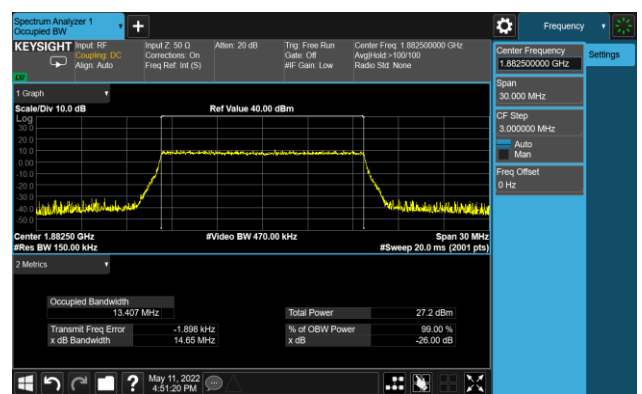 Spectrum Analyzer 1
Occupied BW
Frequency
KEYSIGHT
Input: RF
Coupling: DC
Align: Auto
Input Z: 50 Ω
Corrections: On
Freq Ref: Int (S)
Atten: 20 dB
Trig: Free Run
Gate: Off
#IF Gain: Low
Center Freq: 1.882500000 GHz
Avg|Hold:>100/100
Radio Std: None
LW
Center Frequency
1.882500000 GHz
Settings
Span
30.000 MHz
CF Step
3.000000 MHz
Auto
Man
Freq Offset
0 Hz
1 Graph
Scale/Div 10.0 dB
Ref Value 40.00 dBm
Log
30.0
20.0
10.0
0.00
-10.0
-20.0
-30.0
-40.0
-50.0
Center 1.88250 GHz
#Video BW 470.00 kHz
Span 30 MHz
#Res BW 150.00 kHz
#Sweep 20.0 ms (2001 pts)
2 Metrics
Occupied Bandwidth
13.407 MHz
Total Power 27.2 dBm
Transmit Freq Error -1.898 kHz
% of OBW Power 99.00 %
x dB Bandwidth 14.65 MHz
x dB -26.00 dB
May 11, 2022
4:51:20 PM